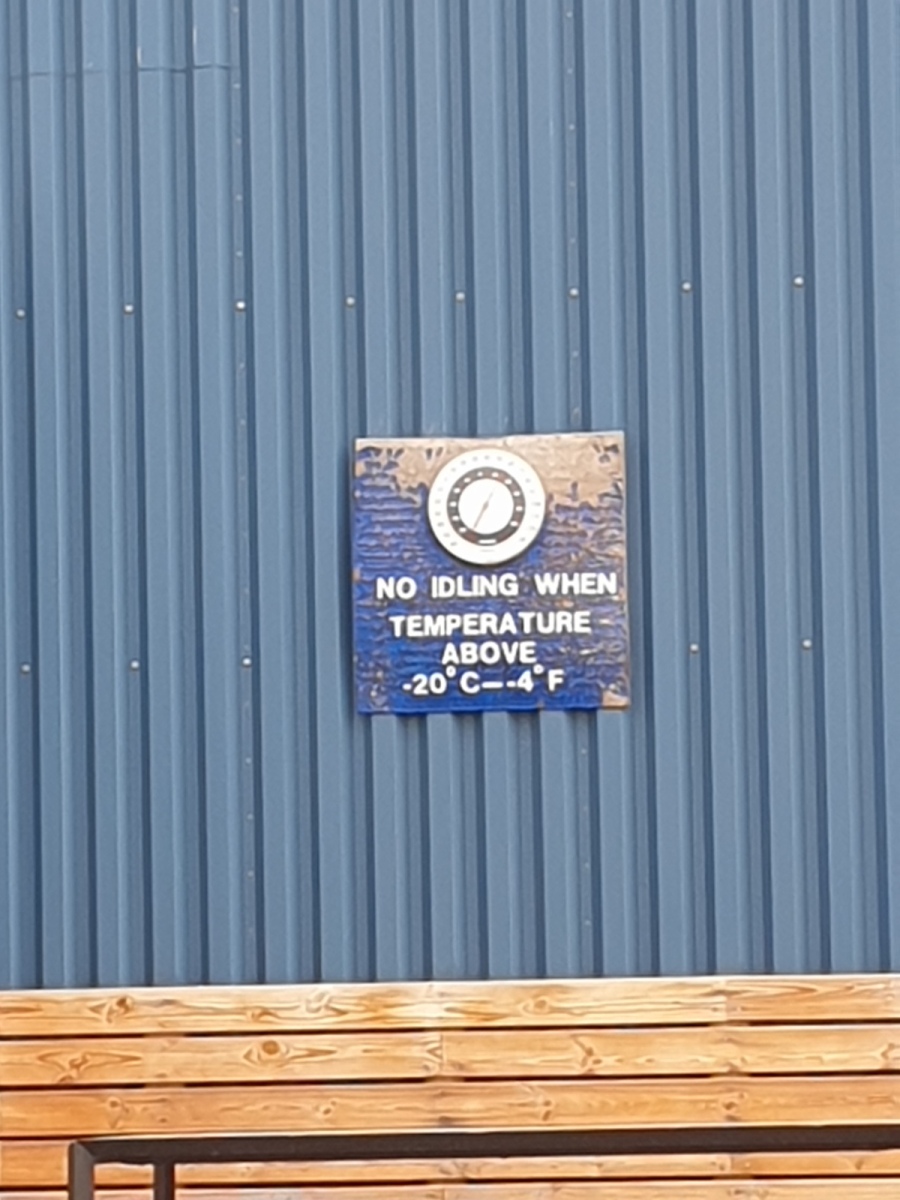 NO IDLING WHEN
TEMPERATURE
ABOVE
-20°C—-4°F